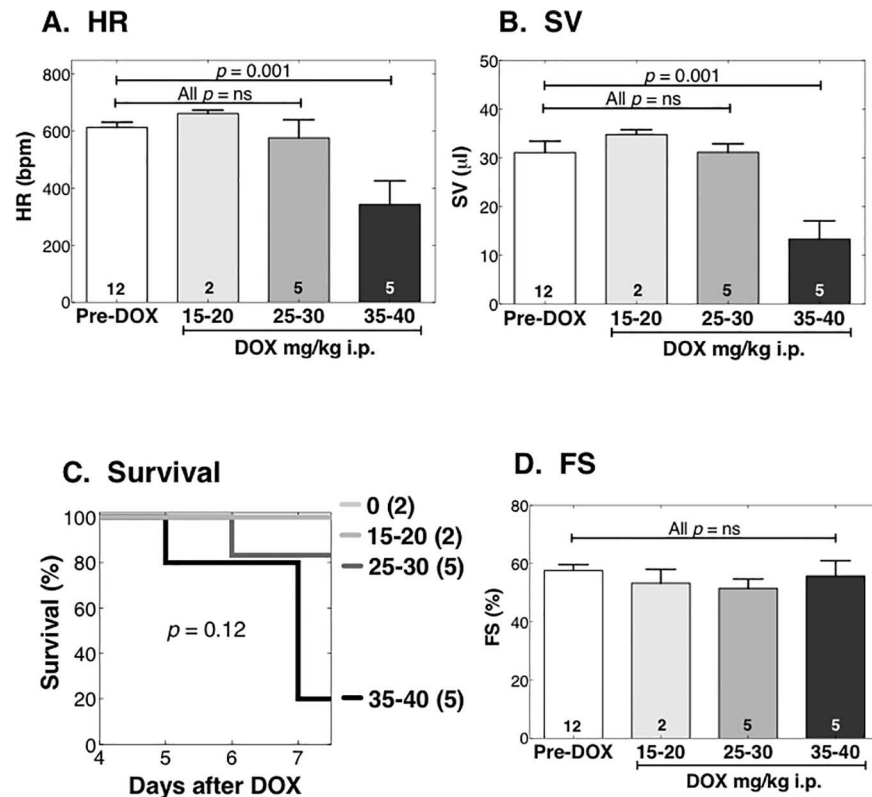 A. HR
800
600
400
200
0
HR (bpm)
p = 0.001
All p = ns
12
2
5
5
Pre-DOX
15-20
25-30
35-40
DOX mg/kg i.p.
B. SV
50
40
30
20
10
0
SV (µl)
p = 0.001
All p = ns
12
2
5
5
Pre-DOX
15-20
25-30
35-40
DOX mg/kg i.p.
C. Survival
100
80
60
40
20
0
Survival (%)
p = 0.12
4
5
6
7
Days after DOX
0 (2)
15-20 (2)
25-30 (5)
35-40 (5)
D. FS
80
60
40
20
0
FS (%)
All p = ns
12
2
5
5
Pre-DOX
15-20
25-30
35-40
DOX mg/kg i.p.